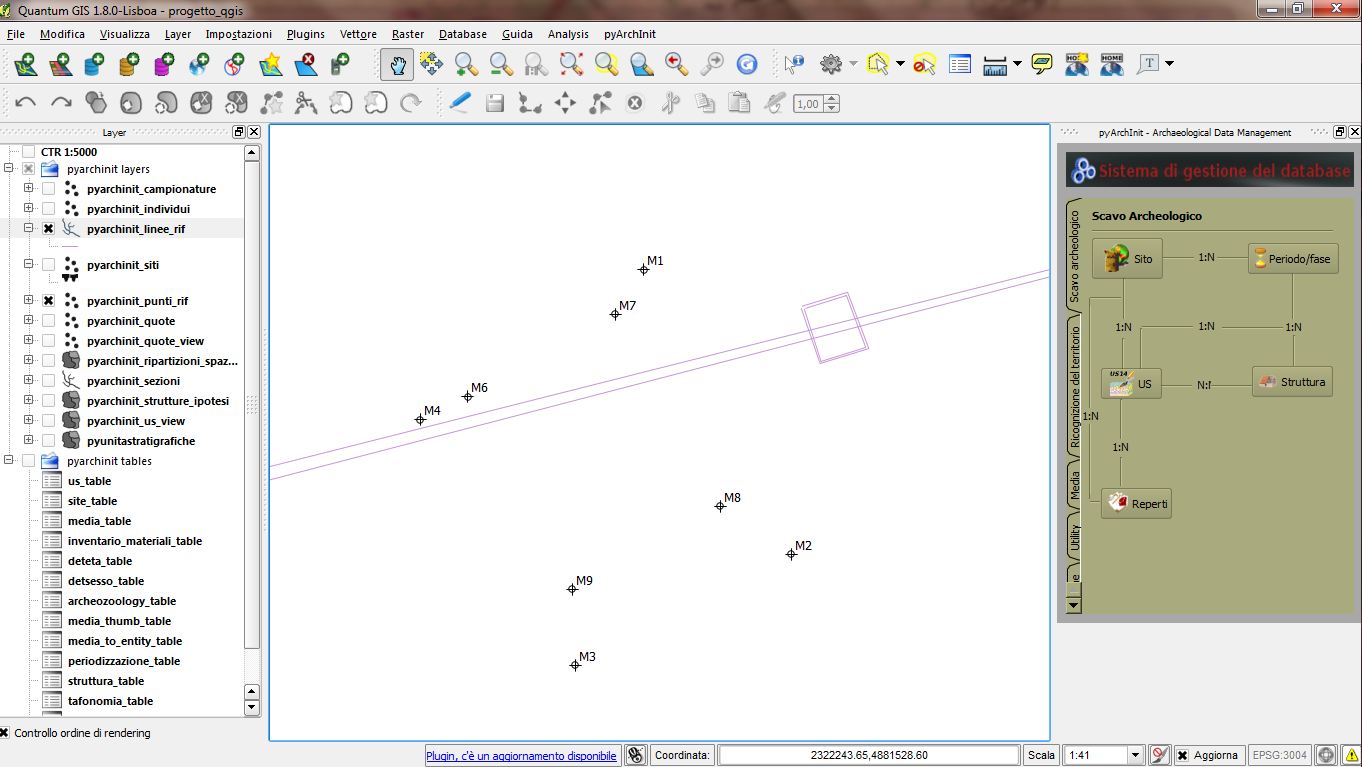 Quantum GIS 1.8.0-Lisboa - progetto_qgis
File Modifica Visualizza Layer Impostazioni Plugins Vettore Raster Database Guida Analysis pyArchInit
1,00
Layer
CTR 1:5000
pyarchinit layers
pyarchinit_campionature
pyarchinit_individui
pyarchinit_linee_rif
pyarchinit_siti
pyarchinit_punti_rif
pyarchinit_quote
pyarchinit_quote_view
pyarchinit_ripartizioni_spaz...
pyarchinit_sezioni
pyarchinit_strutture_ipotesi
pyarchinit_us_view
pyunitastratigrafiche
pyarchinit tables
us_table
site_table
media_table
inventario_materiali_table
deteta_table
detsesso_table
archeozoology_table
media_thumb_table
media_to_entity_table
periodizzazione_table
struttura_table
tafonomia_table
Controllo ordine di rendering
M1
M7
M6
M4
M8
M2
M9
M3
pyArchInit - Archaeological Data Management
Sistema di gestione del database
Scavo archeologico
Ricognizione del territorio
Media
Utility
Scavo Archeologico
Sito
1:N
Periodo/fase
1:N
1:N
1:N
US
N:
Struttura
1:N
1:N
Reperti
Plugin, c'è un aggiornamento disponibile
Coordinata:
2322243.65,4881528.60
Scala
1:41
Aggiorna
EPSG:3004